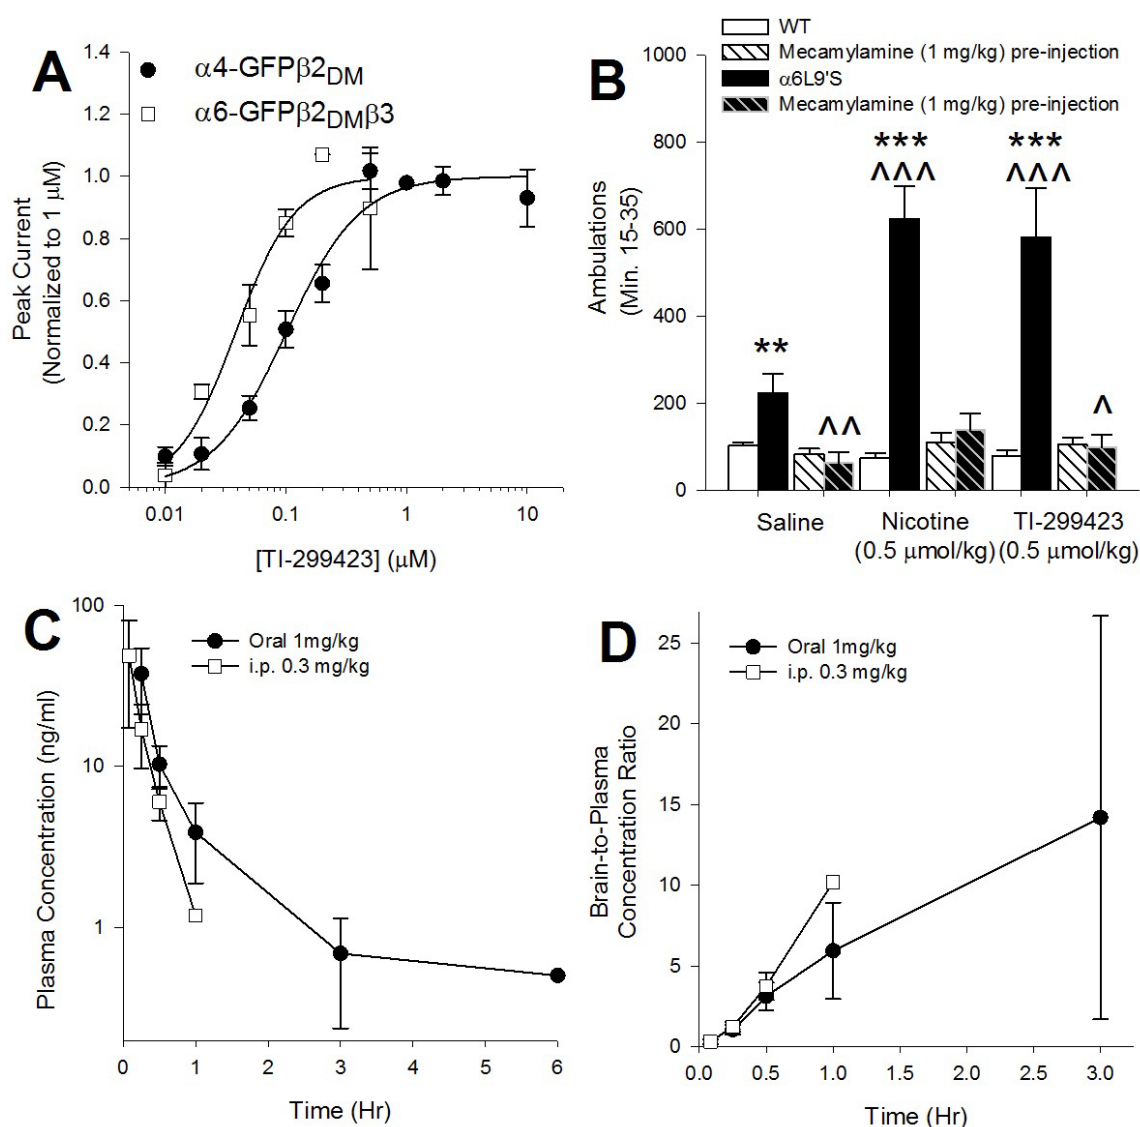 A
α4-GFPβ2DM
α6-GFPβ2DMβ3
Peak Current
(Normalized to 1 μM)
1.4
1.2
1.0
0.8
0.6
0.4
0.2
0.0
0.01
0.1
1
10
[TI-299423] (μM)
B
WT
Mecamylamine (1 mg/kg) pre-injection
α6L9'S
Mecamylamine (1 mg/kg) pre-injection
Ambulations
(Min. 15-35)
1000
800
600
400
200
0
**
^^
***
^^^
***
^^^
^
Saline
Nicotine
(0.5 μmol/kg)
TI-299423
(0.5 μmol/kg)
C
Oral 1mg/kg
i.p. 0.3 mg/kg
Plasma Concentration (ng/ml)
100
10
1
0
1
2
3
4
5
6
Time (Hr)
D
Oral 1mg/kg
i.p. 0.3 mg/kg
Brain-to-Plasma
Concentration Ratio
25
20
15
10
5
0
0.0
0.5
1.0
1.5
2.0
2.5
3.0
Time (Hr)